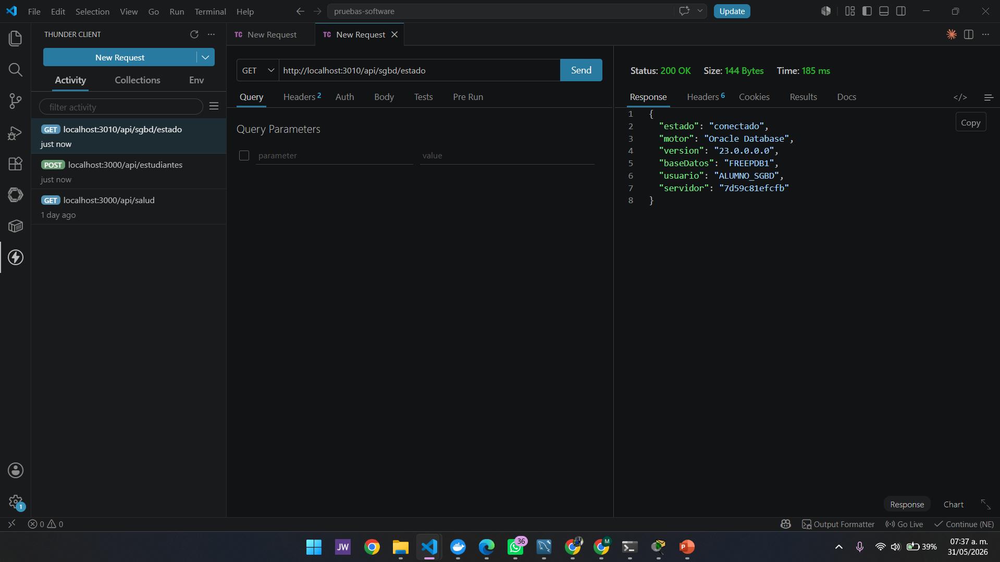 File Edit Selection View Go Run Terminal Help
pruebas-software
Update
THUNDER CLIENT
New Request
Activity Collections Env
filter activity
GET localhost:3010/api/sgbd/estado
just now
POST localhost:3000/api/estudiantes
just now
GET localhost:3000/api/salud
1 day ago
TC New Request
TC New Request
GET http://localhost:3010/api/sgbd/estado Send
Query Headers 2 Auth Body Tests Pre Run
Query Parameters
parameter value
Status: 200 OK Size: 144 Bytes Time: 185 ms
Response Headers 6 Cookies Results Docs
</>
Copy
1 {
2 "estado": "conectado",
3 "motor": "Oracle Database",
4 "version": "23.0.0.0.0",
5 "baseDatos": "FREEPDB1",
6 "usuario": "ALUMNO_SGBD",
7 "servidor": "7d59c81efcfb"
8 }
Response Chart
1
0 0
Output Formatter Go Live Continue (NE)
JW
36
M
P
39%
07:37 a. m.
31/05/2026